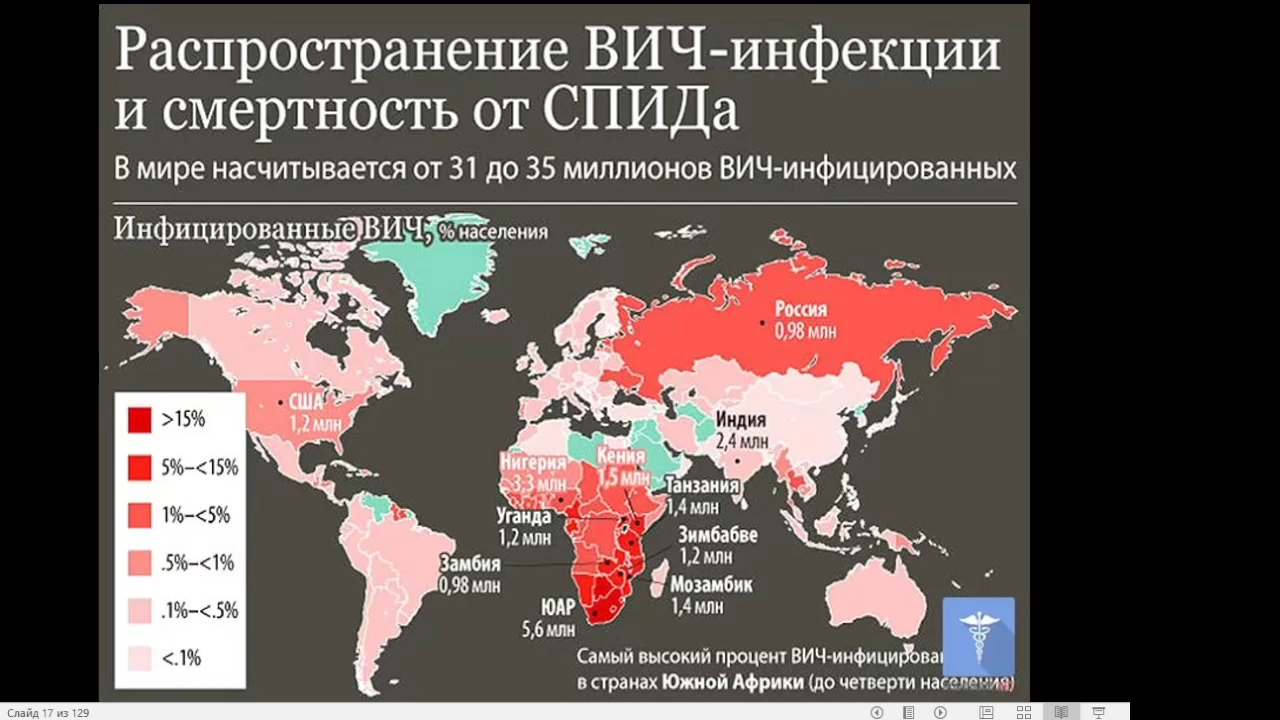 Распространение ВИЧ-инфекции
и смертность от СПИДа
В мире насчитывается от 31 до 35 миллионов ВИЧ-инфицированных
Инфицированные ВИЧ, % населения
Россия
0,98 млн
США
1,2 млн
>15%
5%–<15%
1%–<5%
.5%–<1%
.1%–<.5%
<.1%
Индия
2,4 млн
Нигерия
3,3 млн
Кения
1,5 млн
Танзания
1,4 млн
Уганда
1,2 млн
Зимбабве
1,2 млн
Замбия
0,98 млн
Мозамбик
1,4 млн
ЮАР
5,6 млн
Самый высокий процент
в странах Южной Африки (до четверти населения)
Слайд 17 из 129